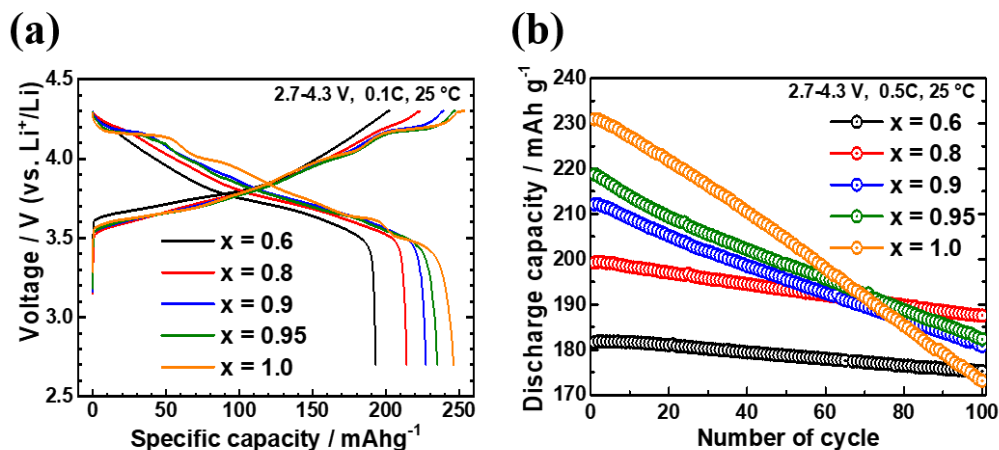 (a)
4.5
4.0
3.5
3.0
2.5
Voltage / V (vs. Li⁺/Li)
2.7-4.3 V, 0.1C, 25 °C
x = 0.6
x = 0.8
x = 0.9
x = 0.95
x = 1.0
0 50 100 150 200 250
Specific capacity / mAhg⁻¹
(b)
240
230
220
210
200
190
180
170
Discharge capacity / mAh g⁻¹
2.7-4.3 V, 0.5C, 25 °C
x = 0.6
x = 0.8
x = 0.9
x = 0.95
x = 1.0
0 20 40 60 80 100
Number of cycle